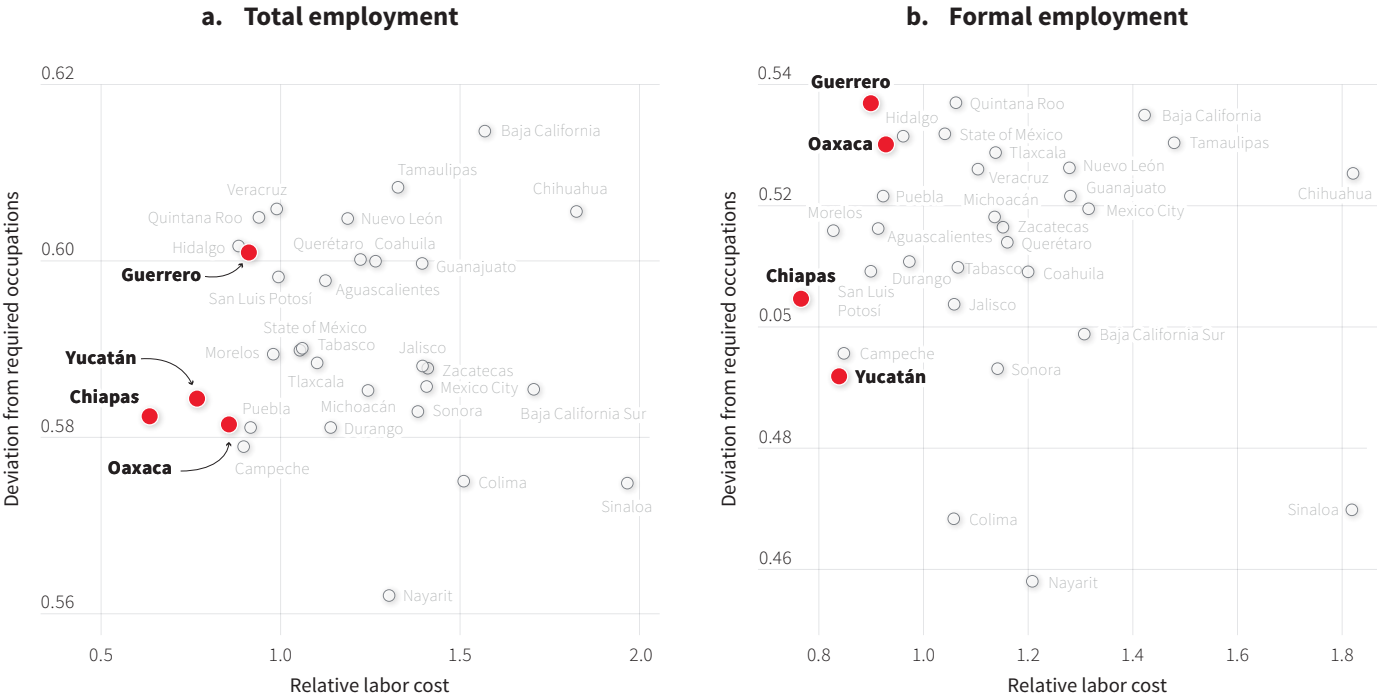 a. Total employment
0.62
Baja California
Tamaulipas
Chihuahua
Veracruz
Quintana Roo
Nuevo León
Hidalgo
Querétaro
Coahuila
0.60
Guerrero
Guanajuato
San Luis Potosí
Aguascalientes
State of México
Tabasco
Morelos
Jalisco
Yucatán
Tlaxcala
Zacatecas
Mexico City
Chiapas
Puebla
Michoacán
Sonora
Baja California Sur
0.58
Durango
Oaxaca
Campeche
Colima
Sinaloa
0.56
Nayarit
0.5
1.0
1.5
2.0
Relative labor cost
Deviation from required occupations
b. Formal employment
0.54
Guerrero
Quintana Roo
Hidalgo
Baja California
Oaxaca
State of México
Tamaulipas
Tlaxcala
Nuevo León
Veracruz
Guanajuato
Chihuahua
0.52
Puebla
Michoacán
Morelos
Mexico City
Zacatecas
Aguascalientes
Querétaro
Chiapas
Durango
Tabasco
Coahuila
San Luis
Potosí
Jalisco
0.05
Baja California Sur
Campeche
Yucatán
Sonora
0.48
Colima
Sinaloa
0.46
Nayarit
0.8
1.0
1.2
1.4
1.6
1.8
Relative labor cost
Deviation from required occupations